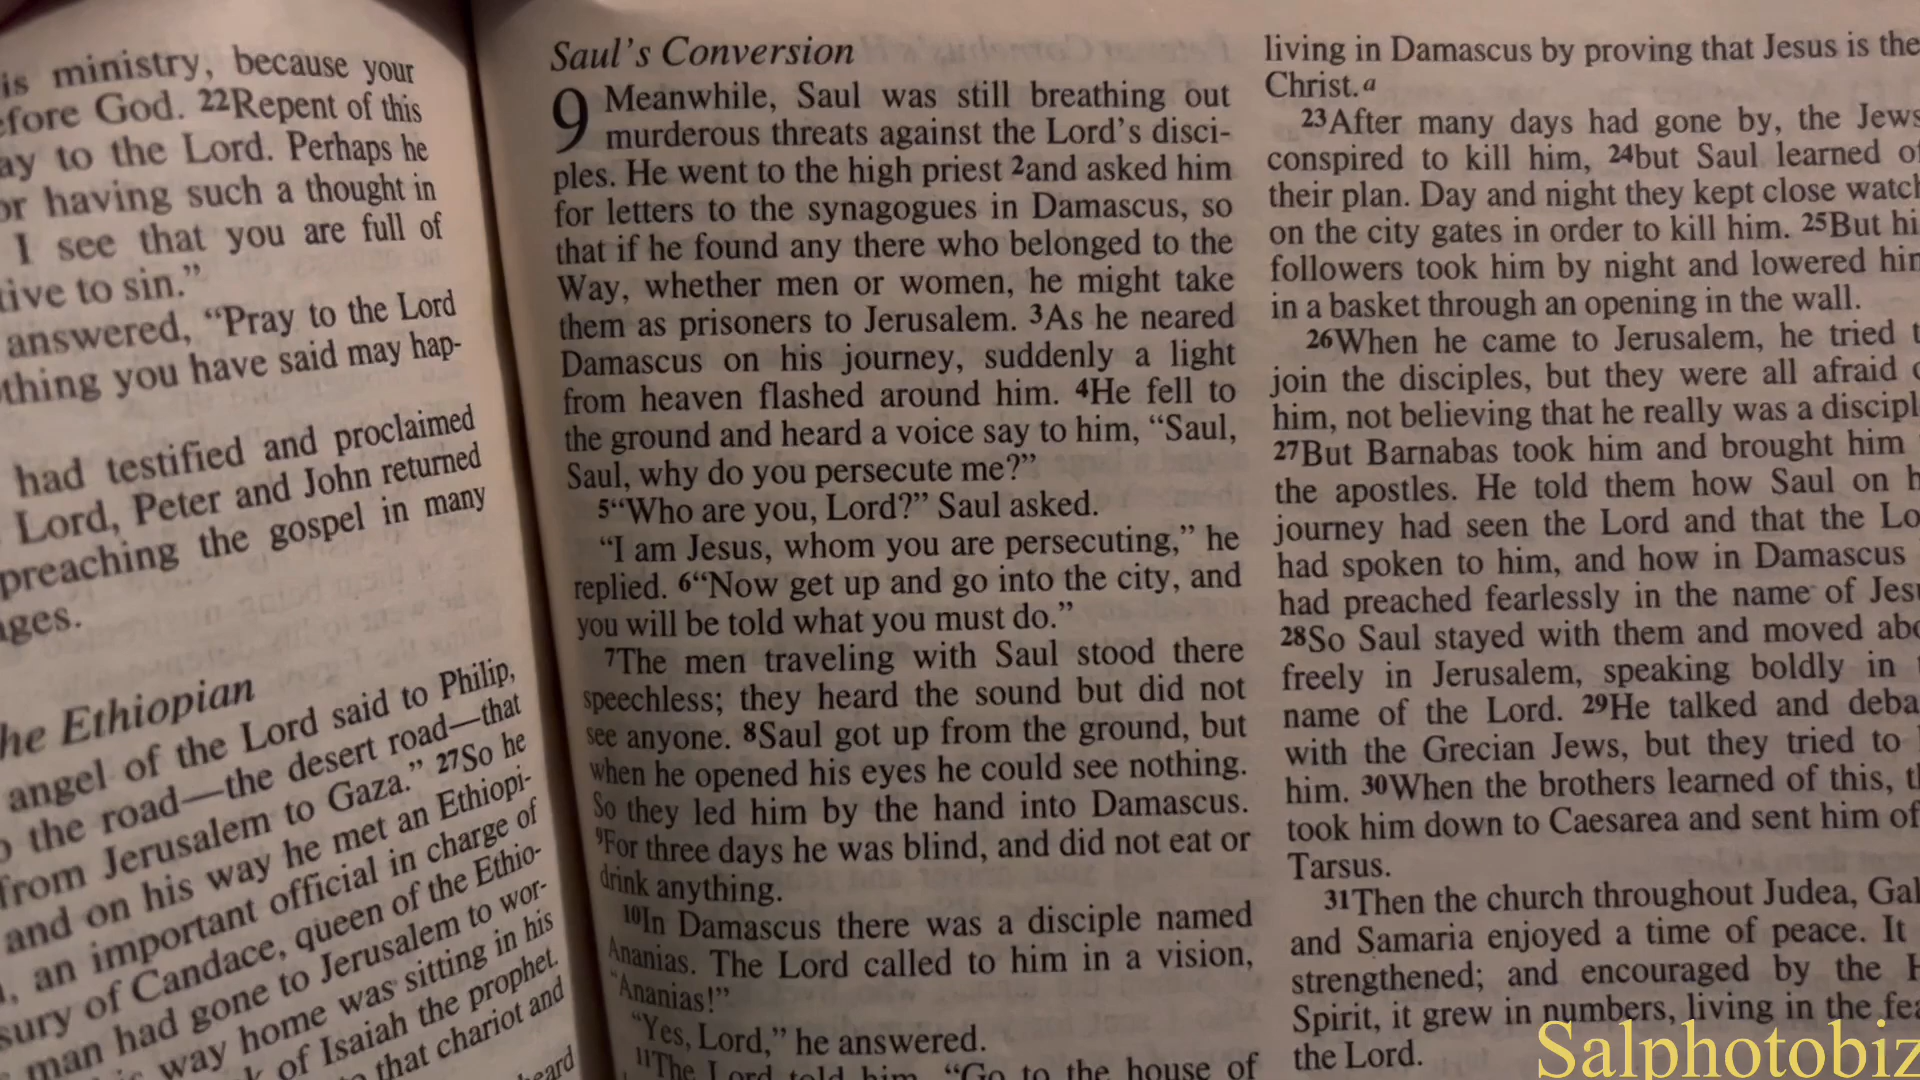 is ministry, because your
fore God. 22Repent of this
ay to the Lord. Perhaps he
or having such a thought in
I see that you are full of
tive to sin.”
answered, “Pray to the Lord
thing you have said may hap-
had testified and proclaimed
Lord, Peter and John returned
preaching the gospel in many
ages.
he Ethiopian
angel of the Lord said to Philip,
the road—the desert road—that
from Jerusalem to Gaza.” 27So he
and on his way he met an Ethiopi-
an important official in charge of
sury of Candace, queen of the Ethio-
man had gone to Jerusalem to wor-
way home was sitting in his
of Isaiah the prophet.
that chariot and
heard
Saul’s Conversion
9 Meanwhile, Saul was still breathing out
murderous threats against the Lord’s disci-
ples. He went to the high priest 2and asked him
for letters to the synagogues in Damascus, so
that if he found any there who belonged to the
Way, whether men or women, he might take
them as prisoners to Jerusalem. 3As he neared
Damascus on his journey, suddenly a light
from heaven flashed around him. 4He fell to
the ground and heard a voice say to him, “Saul,
Saul, why do you persecute me?”
5“Who are you, Lord?” Saul asked.
“I am Jesus, whom you are persecuting,” he
replied. 6“Now get up and go into the city, and
you will be told what you must do.”
7The men traveling with Saul stood there
speechless; they heard the sound but did not
see anyone. 8Saul got up from the ground, but
when he opened his eyes he could see nothing.
So they led him by the hand into Damascus.
9For three days he was blind, and did not eat or
drink anything.
10In Damascus there was a disciple named
Ananias. The Lord called to him in a vision,
“Ananias!”
“Yes, Lord,” he answered.
11The Lord told him, “Go to the house of
living in Damascus by proving that Jesus is the
Christ.a
23After many days had gone by, the Jews
conspired to kill him, 24but Saul learned of
their plan. Day and night they kept close watch
on the city gates in order to kill him. 25But hi
followers took him by night and lowered him
in a basket through an opening in the wall.
26When he came to Jerusalem, he tried t
join the disciples, but they were all afraid o
him, not believing that he really was a discipl
27But Barnabas took him and brought him
the apostles. He told them how Saul on h
journey had seen the Lord and that the Lo
had spoken to him, and how in Damascus
had preached fearlessly in the name of Jesu
28So Saul stayed with them and moved abo
freely in Jerusalem, speaking boldly in t
name of the Lord. 29He talked and deba
with the Grecian Jews, but they tried to
him. 30When the brothers learned of this, th
took him down to Caesarea and sent him of
Tarsus.
31Then the church throughout Judea, Gal
and Samaria enjoyed a time of peace. It
strengthened; and encouraged by the H
Spirit, it grew in numbers, living in the fea
the Lord.
Salphotobiz